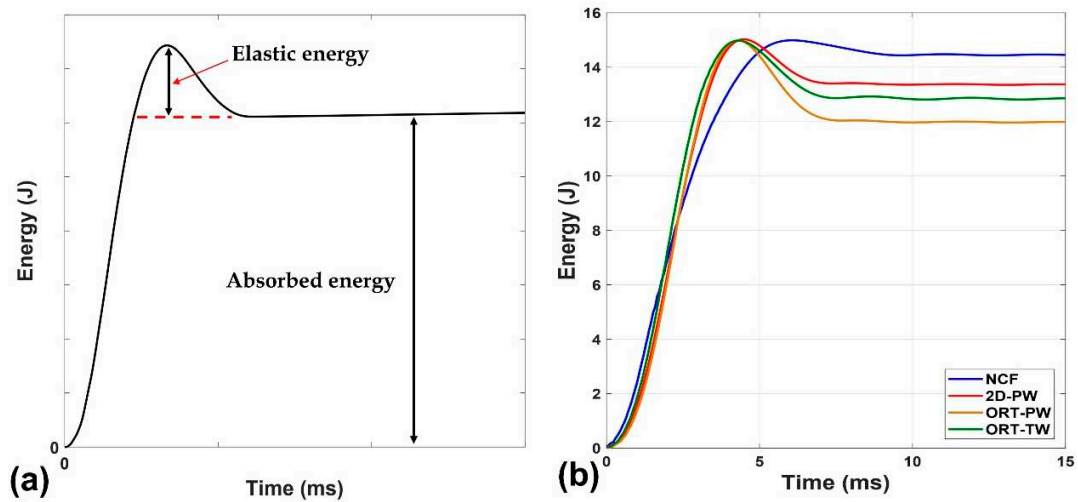 Elastic energy
Absorbed energy
Energy (J)
0
0
Time (ms)
(a)
16
14
12
10
8
6
4
2
0
Energy (J)
NCF
2D-PW
ORT-PW
ORT-TW
0 5 10 15
Time (ms)
(b)